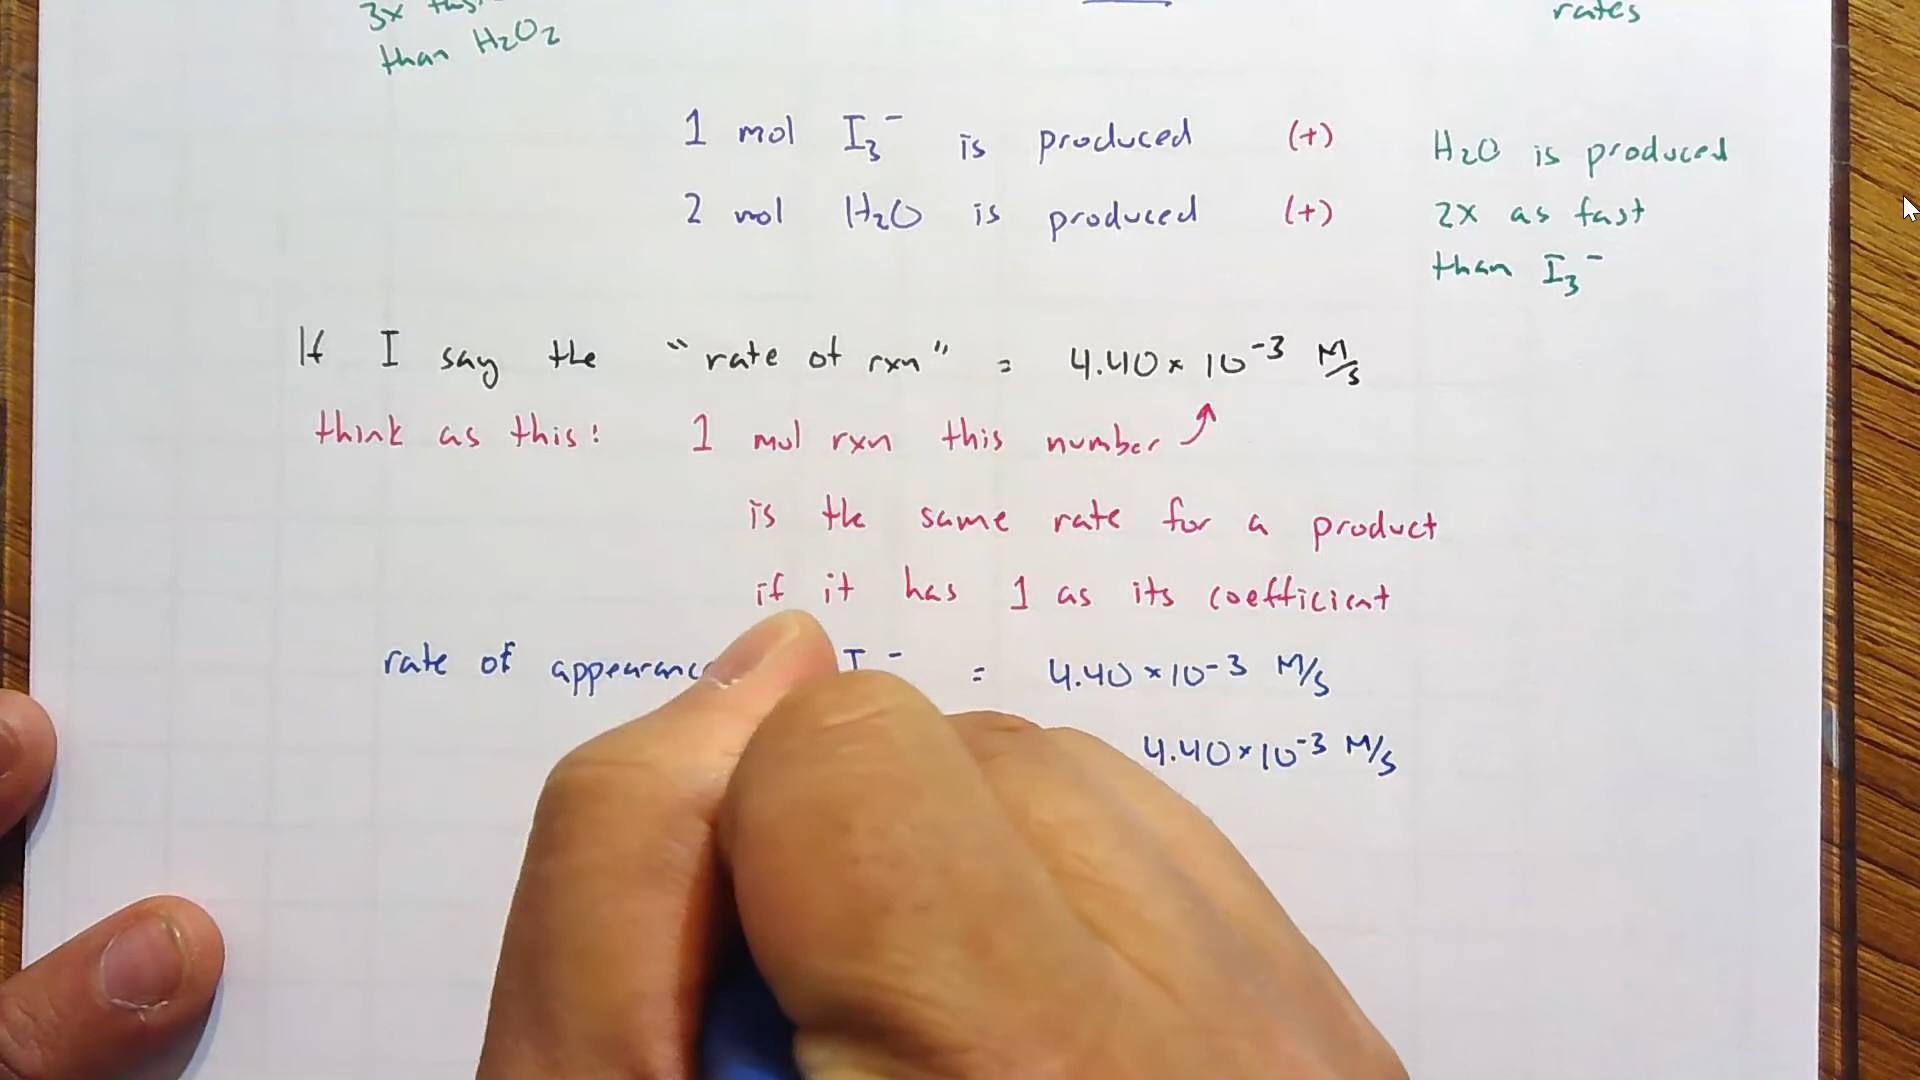 3x
than H₂O₂
rates
1 mol I₃⁻ is produced (+)
2 mol H₂O is produced (+)
H₂O is produced
2x as fast
than I₃⁻
If I say the "rate of rxn" = 4.40 × 10⁻³ M/s
think as this: 1 mol rxn this number
is the same rate for a product
if it has 1 as its coefficient
rate of = 4.40 × 10⁻³ M/s
4.40 × 10⁻³ M/s